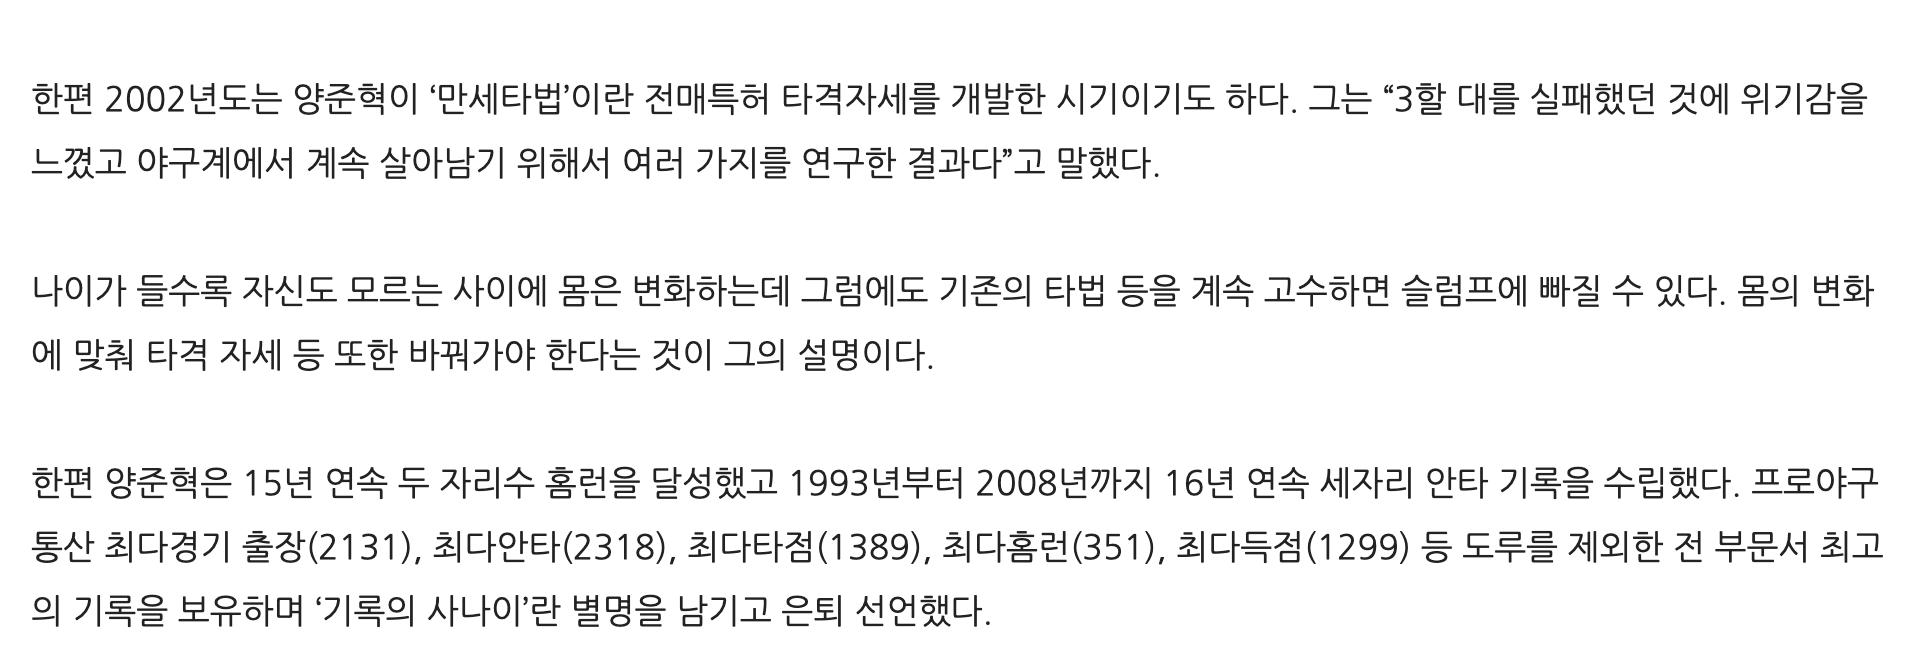 한편 2002년도는 양준혁이 ‘만세타법’이란 전매특허 타격자세를 개발한 시기이기도 하다. 그는 “3할 대를 실패했던 것에 위기감을
느꼈고 야구계에서 계속 살아남기 위해서 여러 가지를 연구한 결과다”고 말했다.
나이가 들수록 자신도 모르는 사이에 몸은 변화하는데 그럼에도 기존의 타법 등을 계속 고수하면 슬럼프에 빠질 수 있다. 몸의 변화
에 맞춰 타격 자세 등 또한 바꿔가야 한다는 것이 그의 설명이다.
한편 양준혁은 15년 연속 두 자리수 홈런을 달성했고 1993년부터 2008년까지 16년 연속 세자리 안타 기록을 수립했다. 프로야구
통산 최다경기 출장(2131), 최다안타(2318), 최다타점(1389), 최다홈런(351), 최다득점(1299) 등 도루를 제외한 전 부문서 최고
의 기록을 보유하며 ‘기록의 사나이’란 별명을 남기고 은퇴 선언했다.